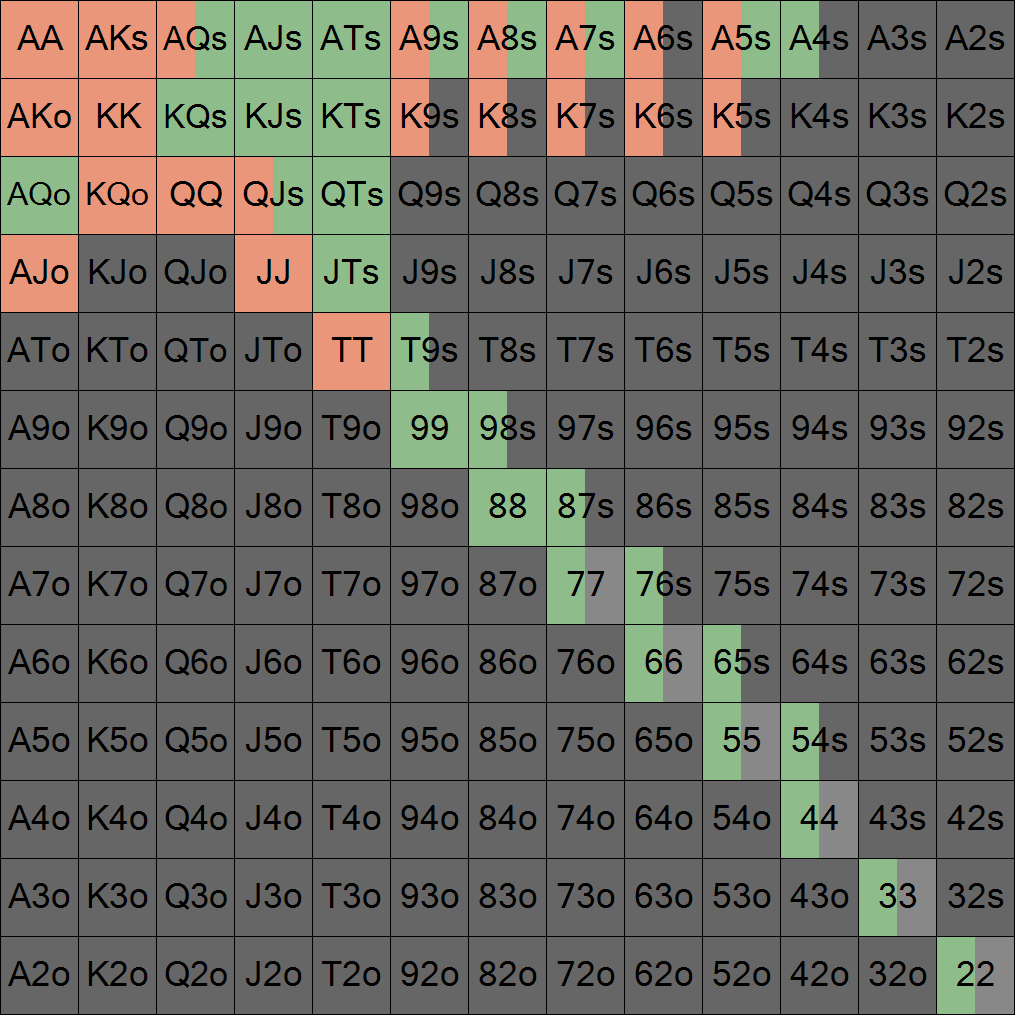 AA AKs AQs AJs ATs A9s A8s A7s A6s A5s A4s A3s A2s
AKo KK KQs KJs KTs K9s K8s K7s K6s K5s K4s K3s K2s
AQo KQo QQ QJs QTs Q9s Q8s Q7s Q6s Q5s Q4s Q3s Q2s
AJo KJo QJo JJ JTs J9s J8s J7s J6s J5s J4s J3s J2s
ATo KTo QTo JTo TT T9s T8s T7s T6s T5s T4s T3s T2s
A9o K9o Q9o J9o T9o 99 98s 97s 96s 95s 94s 93s 92s
A8o K8o Q8o J8o T8o 98o 88 87s 86s 85s 84s 83s 82s
A7o K7o Q7o J7o T7o 97o 87o 77 76s 75s 74s 73s 72s
A6o K6o Q6o J6o T6o 96o 86o 76o 66 65s 64s 63s 62s
A5o K5o Q5o J5o T5o 95o 85o 75o 65o 55 54s 53s 52s
A4o K4o Q4o J4o T4o 94o 84o 74o 64o 54o 44 43s 42s
A3o K3o Q3o J3o T3o 93o 83o 73o 63o 53o 43o 33 32s
A2o K2o Q2o J2o T2o 92o 82o 72o 62o 52o 42o 32o 22